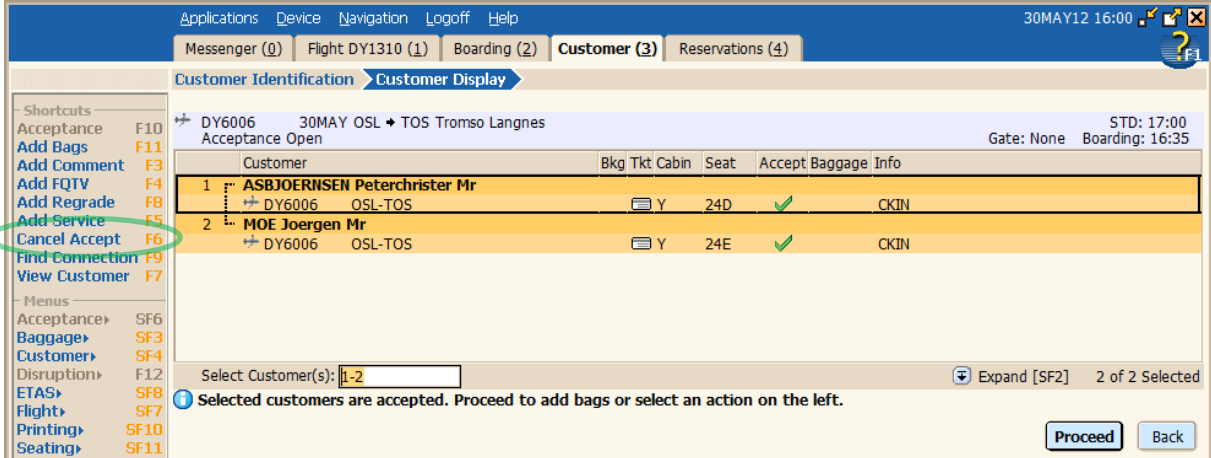 Applications Device Navigation Logoff Help 30MAY12 16:00
Messenger (0) Flight DY1310 (1) Boarding (2) Customer (3) Reservations (4)
?F1
Customer Identification Customer Display
Shortcuts
Acceptance F10
Add Bags F11
Add Comment F3
Add FQTV F4
Add Regrade F8
Add Service F5
Cancel Accept F6
Find Connection F9
View Customer F7
Menus
Acceptance SF6
Baggage SF3
Customer SF4
Disruption F12
ETAS SF8
Flight SF7
Printing SF10
Seating SF11
DY6006 30MAY OSL → TOS Tromso Langnes STD: 17:00
Acceptance Open Gate: None Boarding: 16:35
Customer Bkg Tkt Cabin Seat Accept Baggage Info
1 ASBJOERNSEN Peterchrister Mr
DY6006 OSL-TOS Y 24D CKIN
2 MOE Joergen Mr
DY6006 OSL-TOS Y 24E CKIN
Select Customer(s): 1-2 Expand [SF2] 2 of 2 Selected
Selected customers are accepted. Proceed to add bags or select an action on the left.
Proceed Back